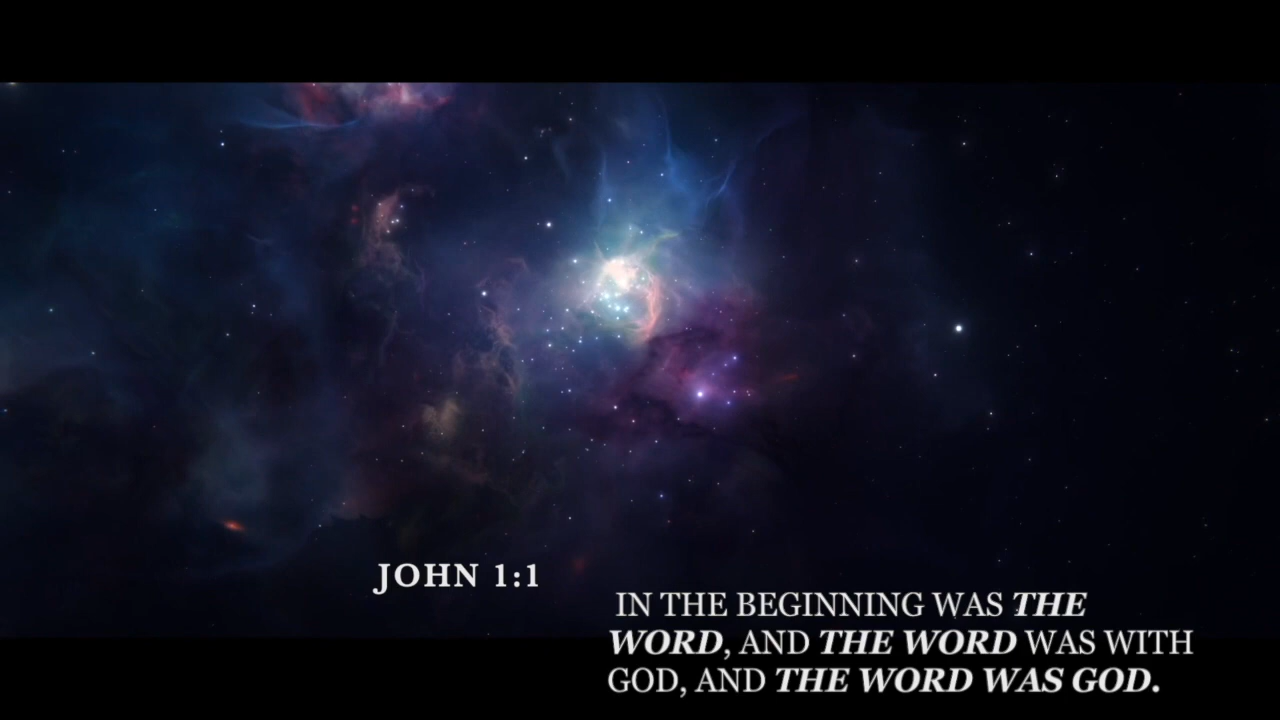 JOHN 1:1
IN THE BEGINNING WAS THE
WORD, AND THE WORD WAS WITH
GOD, AND THE WORD WAS GOD.